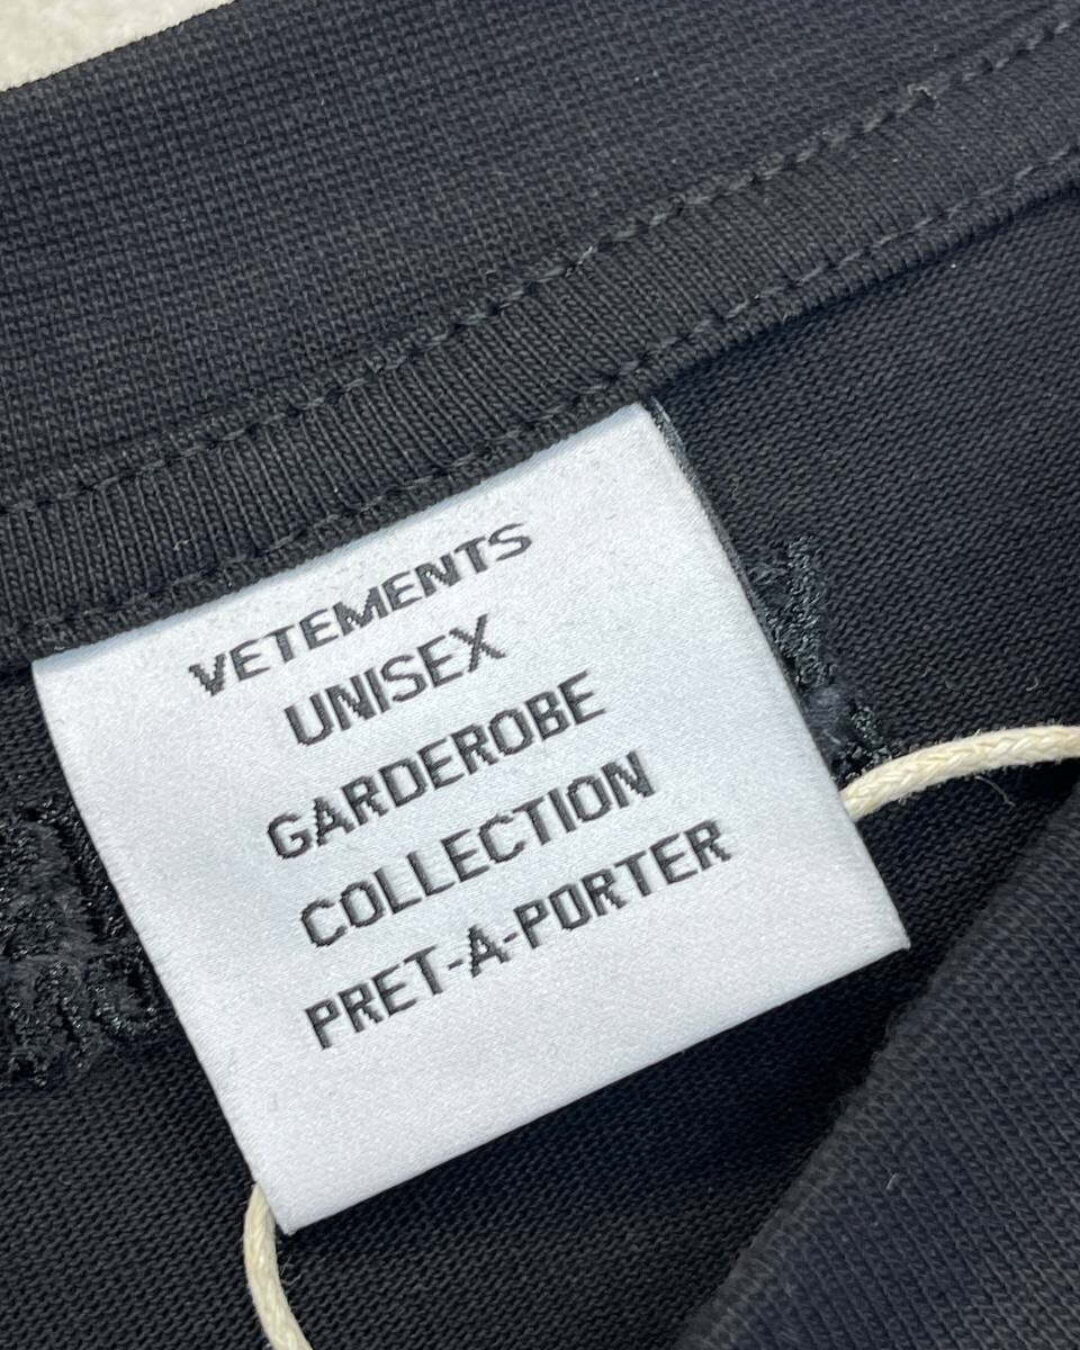 VETEMENTS
UNISEX
GARDEROBE
COLLECTION
PRET-A-PORTER